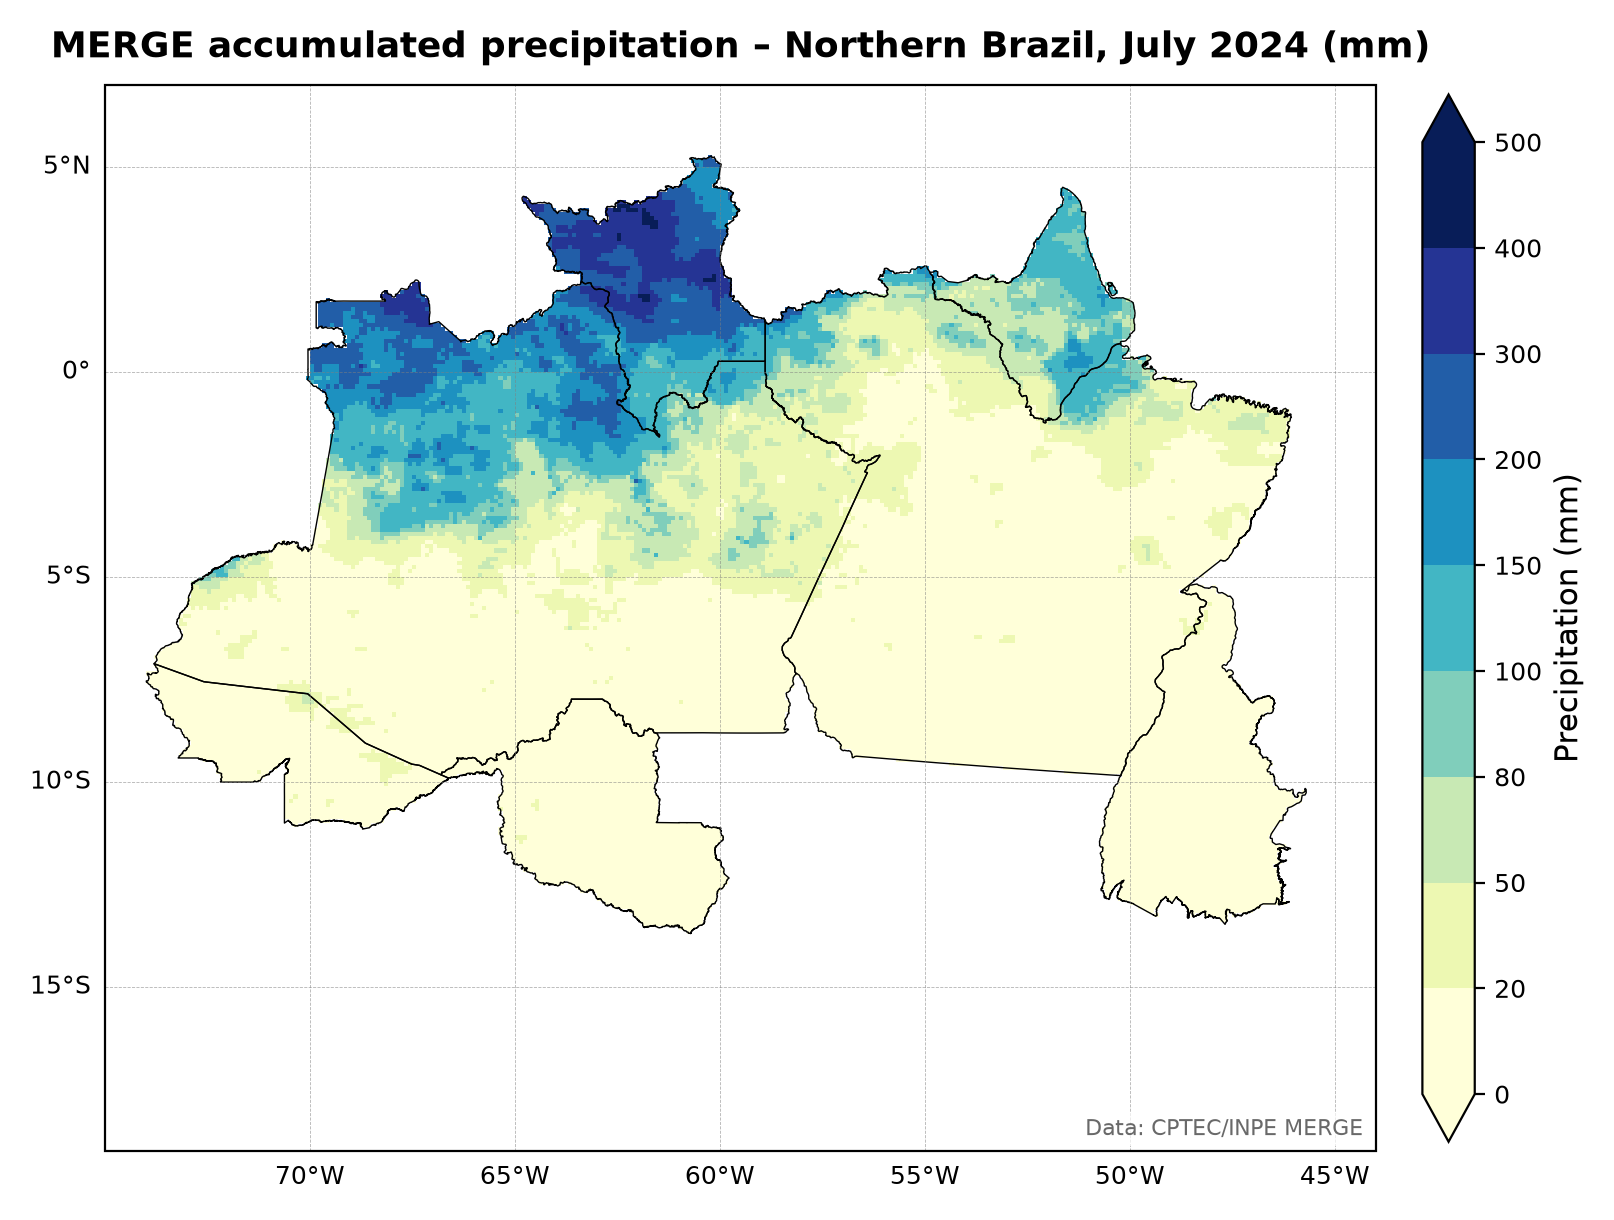 MERGE accumulated precipitation – Northern Brazil, July 2024 (mm)
5°N
0°
5°S
10°S
15°S
70°W
65°W
60°W
55°W
50°W
45°W
Data: CPTEC/INPE MERGE
500
400
300
200
150
100
80
50
20
0
Precipitation (mm)